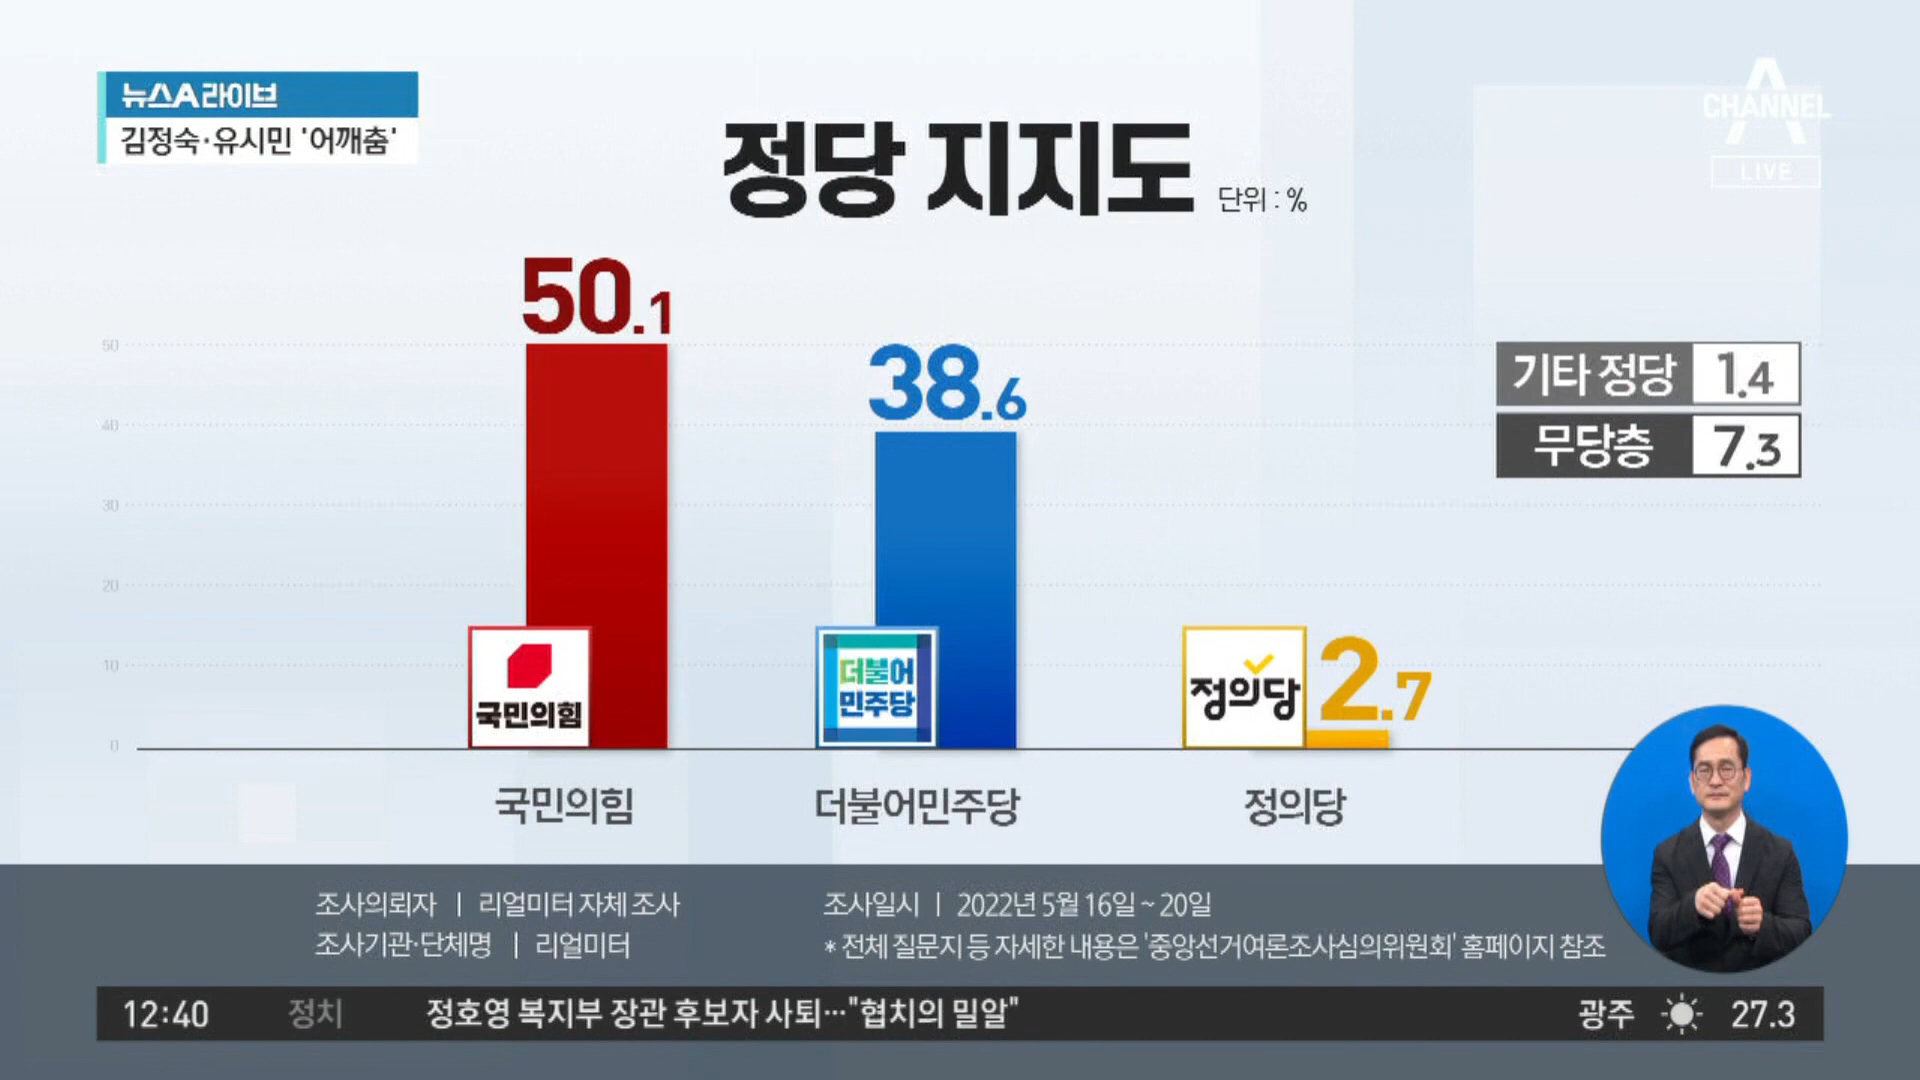 뉴스A 라이브
김정숙·유시민 '어깨춤'
CHANNEL A
LIVE
정당 지지도 단위 : %
50.1
38.6
2.7
50
40
30
20
10
0
기타 정당 1.4
무당층 7.3
국민의힘
더불어
민주당
정의당
국민의힘 더불어민주당 정의당
조사의뢰자 | 리얼미터 자체 조사
조사기관·단체명 | 리얼미터
조사일시 | 2022년 5월 16일 ~ 20일
* 전체 질문지 등 자세한 내용은 '중앙선거여론조사심의위원회' 홈페이지 참조
12:40 정치 정호영 복지부 장관 후보자 사퇴…"협치의 밀알" 광주 27.3